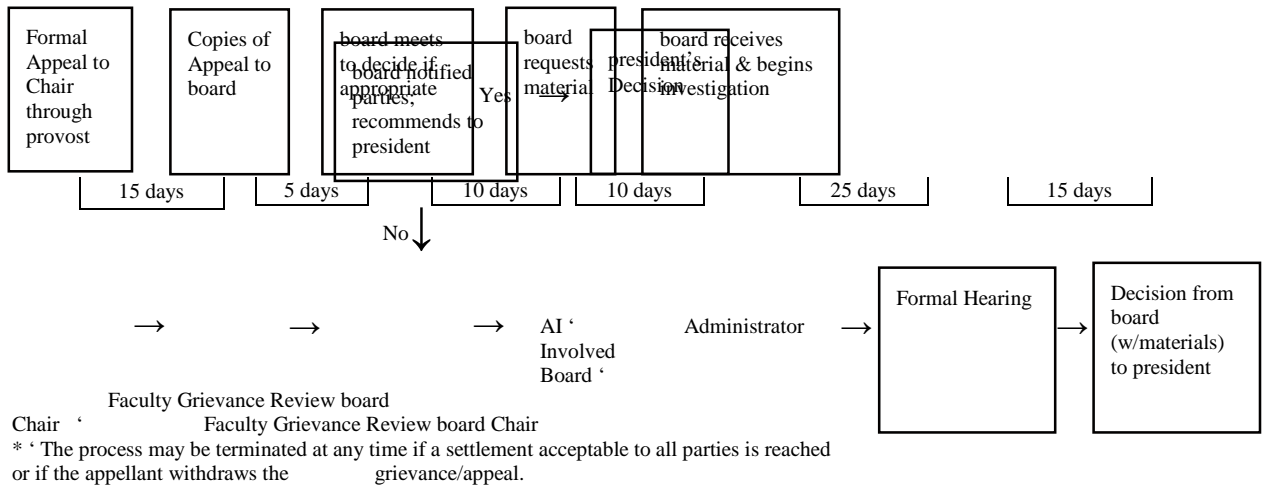 Formal
Appeal to
Chair
through
provost
Copies of
Appeal to
board
board meets
to decide if
appropriate
board notified
parties;
recommends to
president
Yes →
board
requests
material
president's
Decision
board receives
material & begins
investigation
15 days
5 days
10 days
10 days
25 days
15 days
No
→ → →
AI ‘
Involved
Board ‘
Administrator →
Formal Hearing
→
Decision from
board
(w/materials)
to president
Faculty Grievance Review board
Chair ‘ Faculty Grievance Review board Chair
* ‘ The process may be terminated at any time if a settlement acceptable to all parties is reached
or if the appellant withdraws the grievance/appeal.